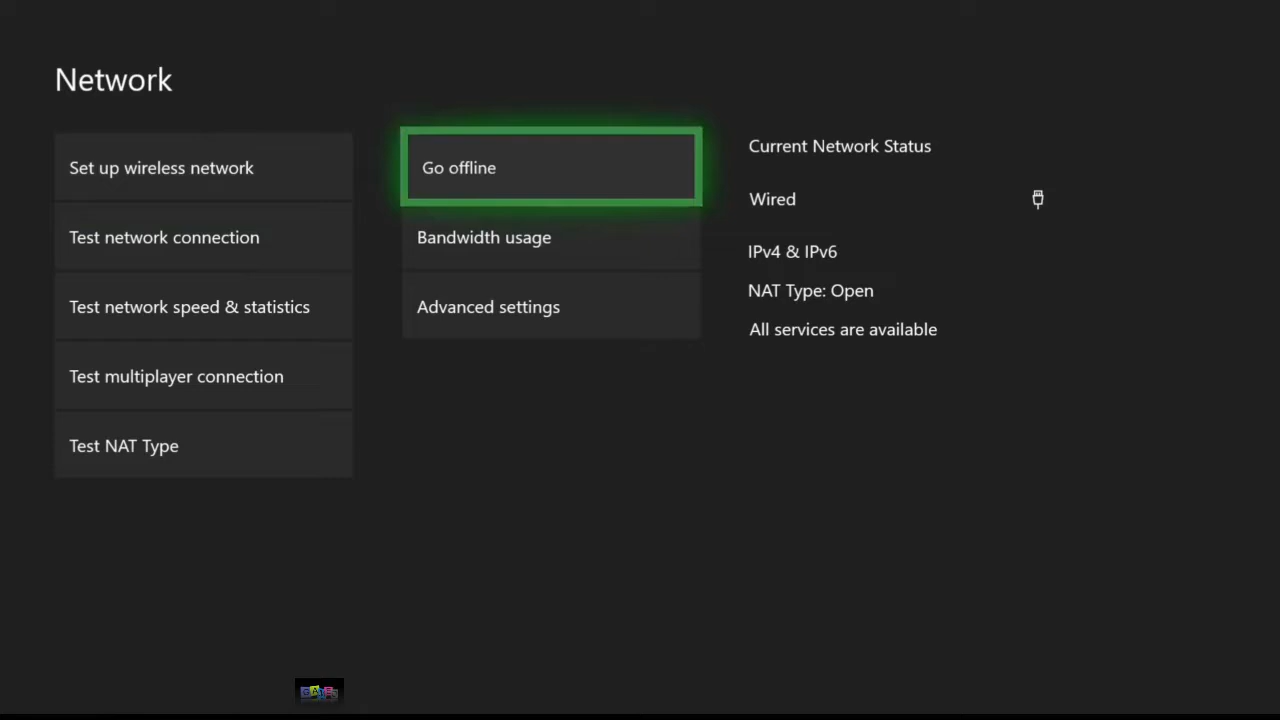 Network
Set up wireless network
Test network connection
Test network speed & statistics
Test multiplayer connection
Test NAT Type
Go offline
Bandwidth usage
Advanced settings
Current Network Status
Wired
IPv4 & IPv6
NAT Type: Open
All services are available